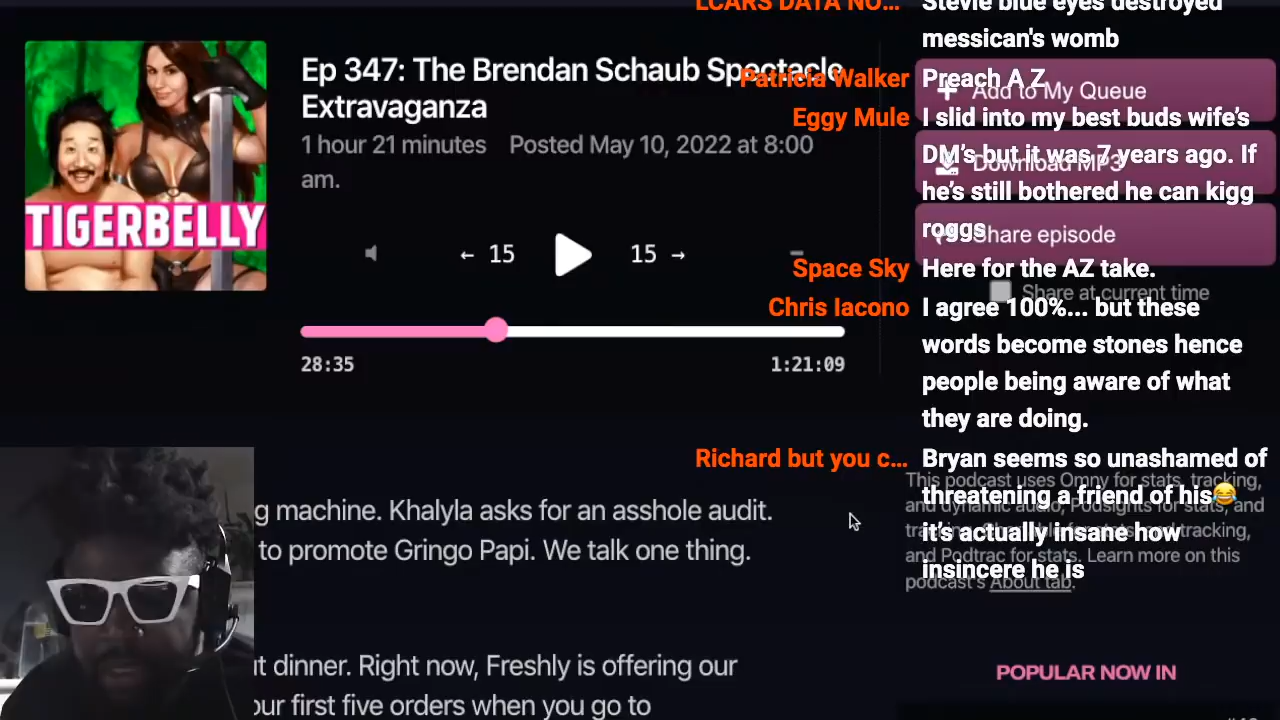 LCARS DATA NO…
Stevie blue eyes destroyed
messican's womb
Patricia Walker
Preach A Z
Eggy Mule
I slid into my best buds wife's
DM's but it was 7 years ago. If
he's still bothered he can kigg
roggs
Space Sky
Here for the AZ take.
Chris Iacono
I agree 100%... but these
words become stones hence
people being aware of what
they are doing.
Richard but you c…
Bryan seems so unashamed of
threatening a friend of his😂
it's actually insane how
insincere he is
TIGERBELLY
Ep 347: The Brendan Schaub Spectacle
Extravaganza
1 hour 21 minutes Posted May 10, 2022 at 8:00
am.
← 15
15 →
28:35
1:21:09
+ Add to My Queue
Download MP3
Share episode
Share at current time
g machine. Khalyla asks for an asshole audit.
to promote Gringo Papi. We talk one thing.
t dinner. Right now, Freshly is offering our
our first five orders when you go to
This podcast uses Omny for stats, tracking,
and dynamic audio, Podsights for stats, and
tracking, tracking,
and Podtrac for stats. Learn more on this
podcast's About tab.
POPULAR NOW IN